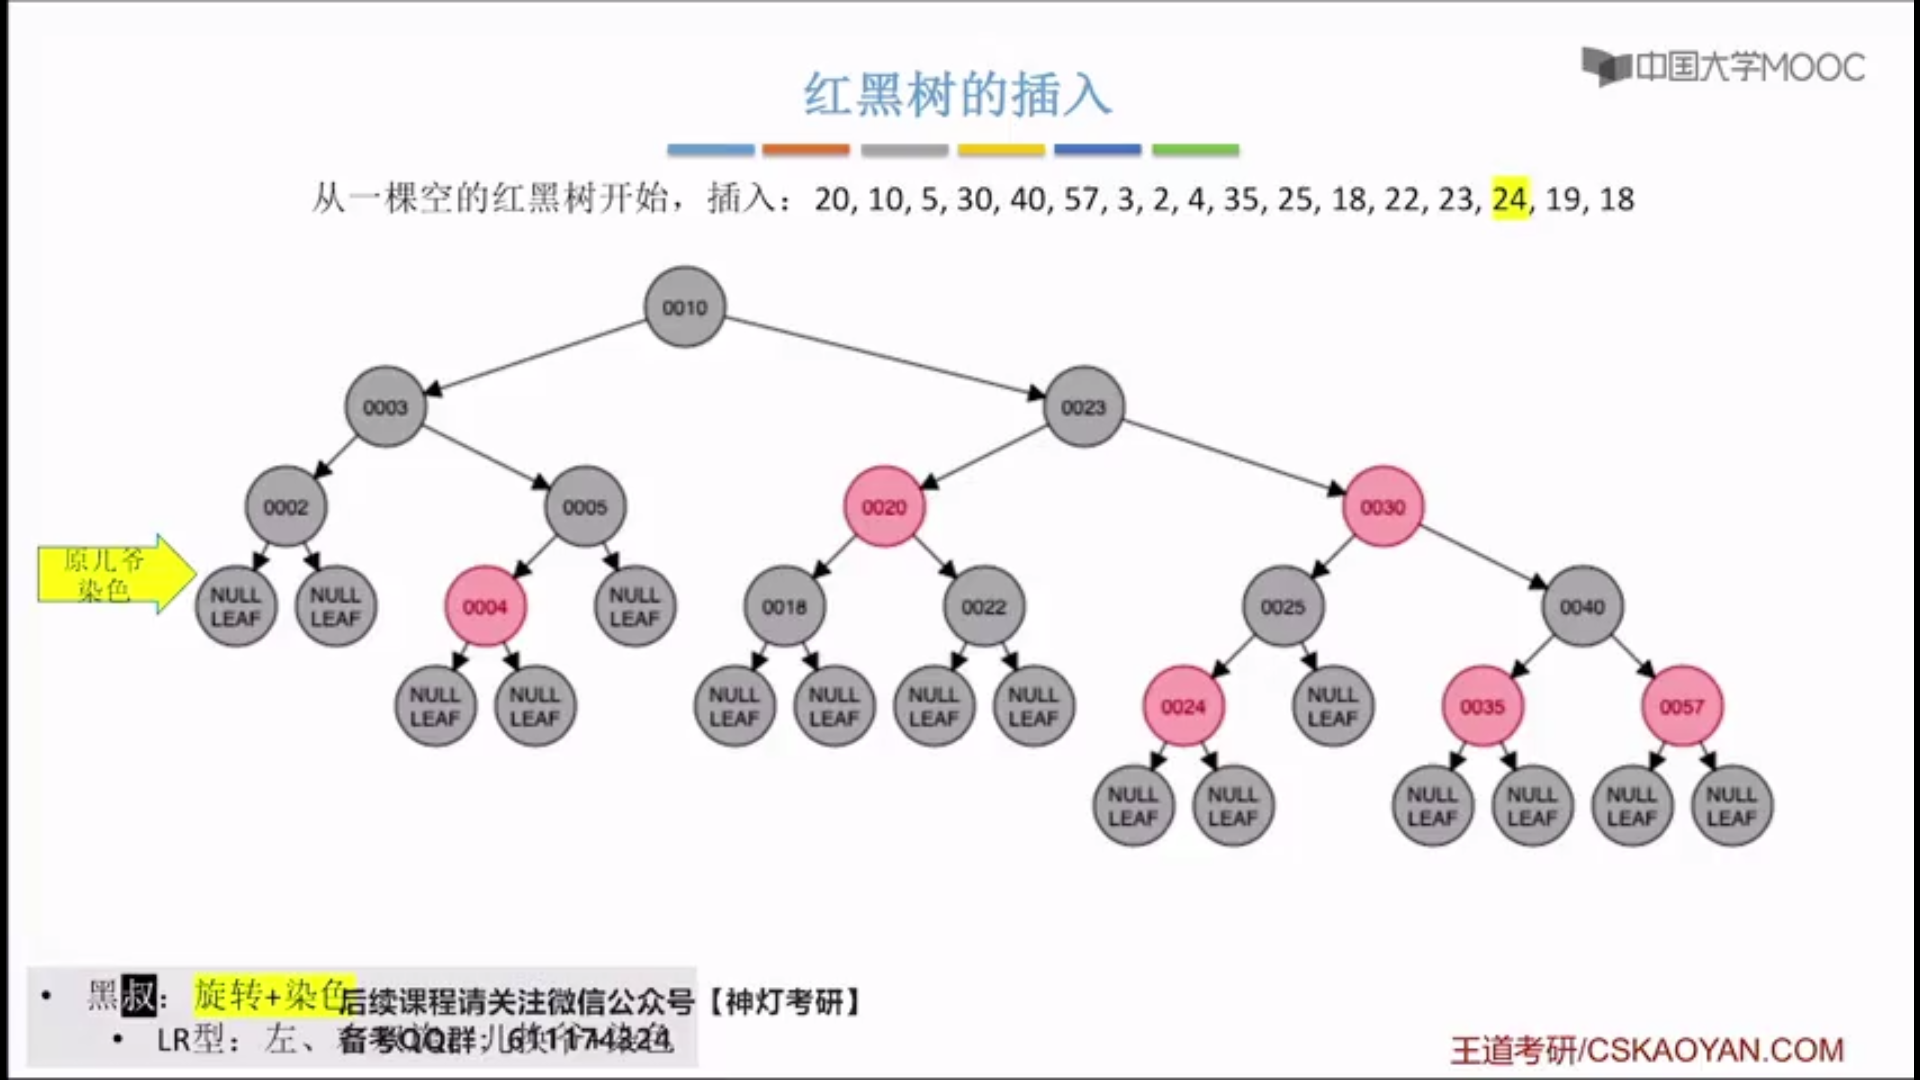 中国大学MOOC
红黑树的插入
从一棵空的红黑树开始，插入：20, 10, 5, 30, 40, 57, 3, 2, 4, 35, 25, 18, 22, 23, 24, 19, 18
0010
0003
0023
0002
0005
0020
0030
原儿爷
染色
NULL
LEAF
NULL
LEAF
0004
NULL
LEAF
0018
0022
0025
0040
NULL
LEAF
NULL
LEAF
NULL
LEAF
NULL
LEAF
NULL
LEAF
NULL
LEAF
0024
NULL
LEAF
0035
0057
NULL
LEAF
NULL
LEAF
NULL
LEAF
NULL
LEAF
NULL
LEAF
NULL
LEAF
• 黑叔：旋转+染色
后续课程请关注微信公众号【神灯考研】
• LR型：左、
备考QQ群：611174324
王道考研/CSKAOYAN.COM